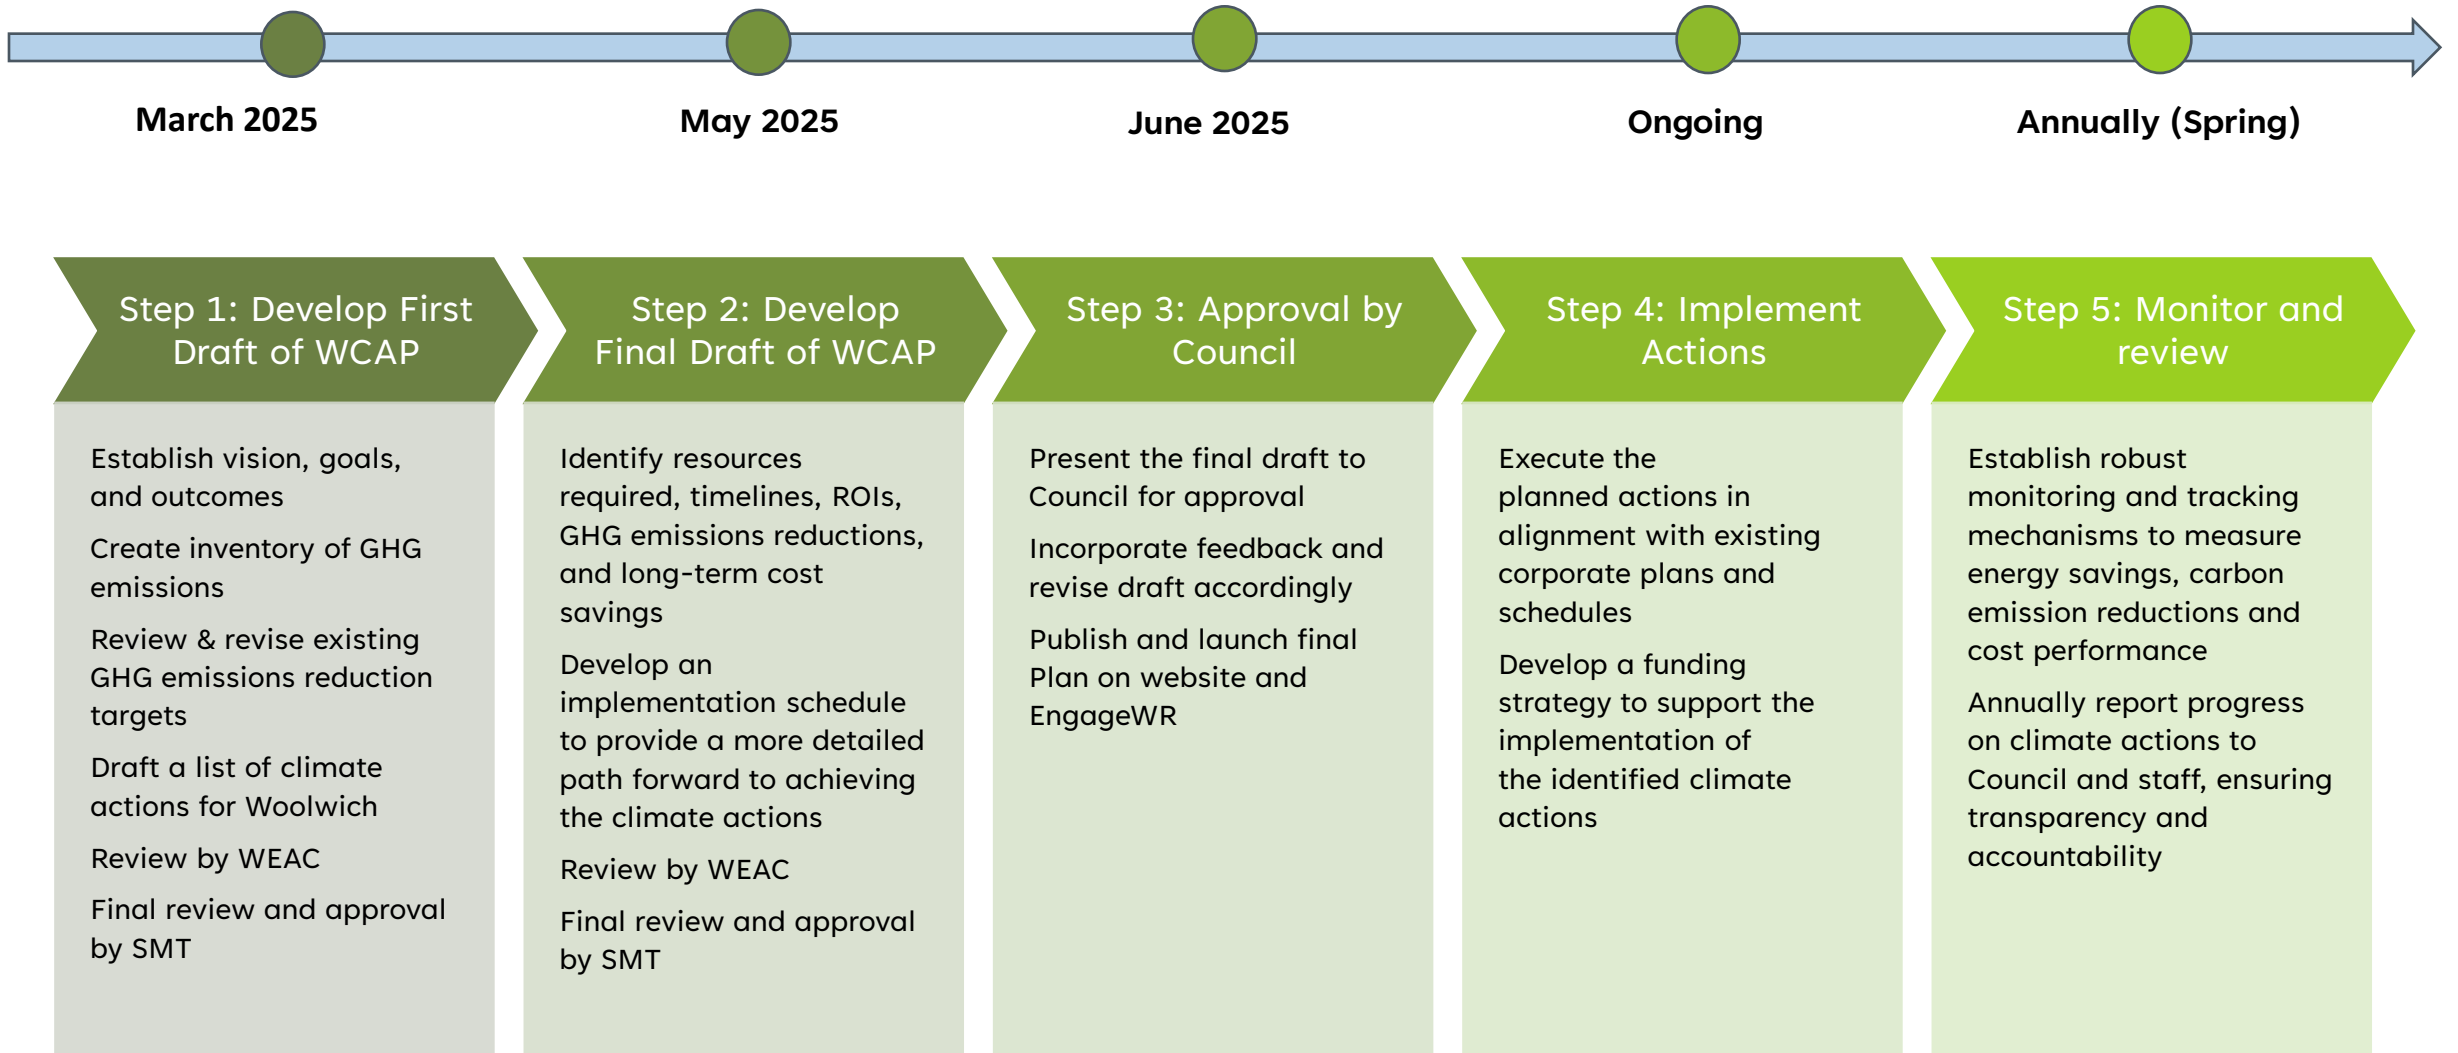 March 2025
May 2025
June 2025
Ongoing
Annually (Spring)
Step 1: Develop First
Draft of WCAP
Establish vision, goals,
and outcomes
Create inventory of GHG
emissions
Review & revise existing
GHG emissions reduction
targets
Draft a list of climate
actions for Woolwich
Review by WEAC
Final review and approval
by SMT
Step 2: Develop
Final Draft of WCAP
Identify resources
required, timelines, ROIs,
GHG emissions reductions,
and long-term cost
savings
Develop an
implementation schedule
to provide a more detailed
path forward to achieving
the climate actions
Review by WEAC
Final review and approval
by SMT
Step 3: Approval by
Council
Present the final draft to
Council for approval
Incorporate feedback and
revise draft accordingly
Publish and launch final
Plan on website and
EngageWR
Step 4: Implement
Actions
Execute the
planned actions in
alignment with existing
corporate plans and
schedules
Develop a funding
strategy to support the
implementation of
the identified climate
actions
Step 5: Monitor and
review
Establish robust
monitoring and tracking
mechanisms to measure
energy savings, carbon
emission reductions and
cost performance
Annually report progress
on climate actions to
Council and staff, ensuring
transparency and
accountability